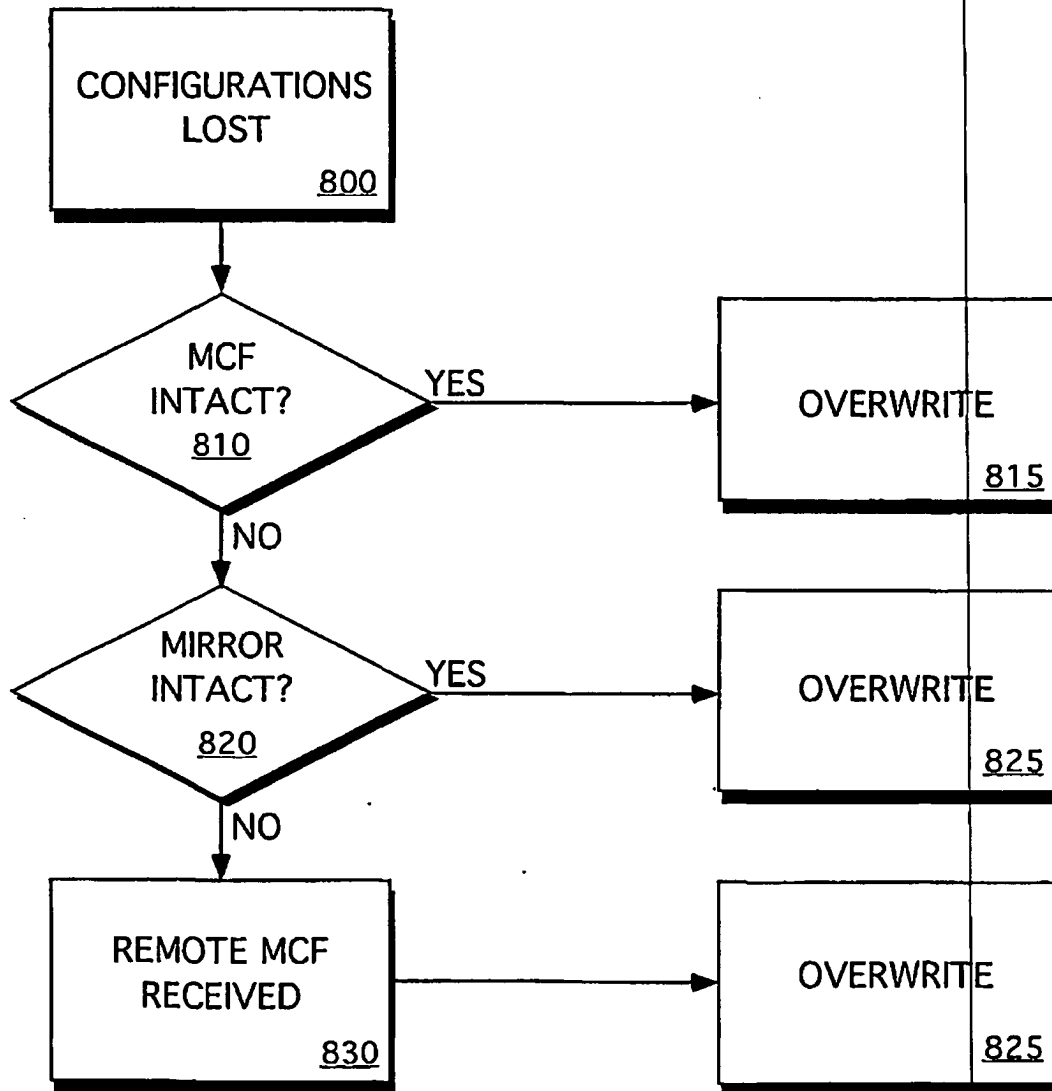 CONFIGURATIONS
LOST
800
MCF
INTACT?
810
YES
OVERWRITE
815
NO
MIRROR
INTACT?
820
YES
OVERWRITE
825
NO
REMOTE MCF
RECEIVED
830
OVERWRITE
825